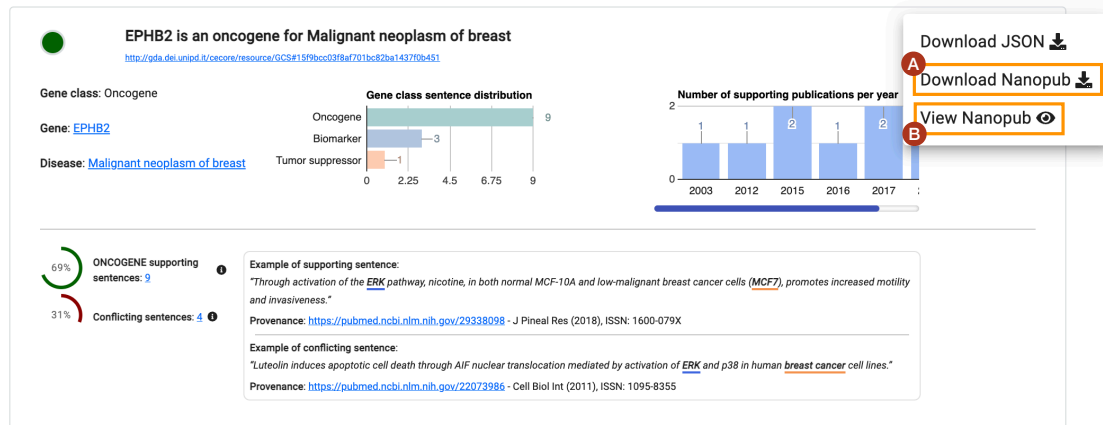 EPHB2 is an oncogene for Malignant neoplasm of breast
http://gda.dei.unipd.it/cecore/resource/GCS#15f9bcc03f8af701bc82ba1437f0b451
Download JSON
A
Download Nanopub
View Nanopub
B
Gene class: Oncogene
Gene: EPHB2
Disease: Malignant neoplasm of breast
Gene class sentence distribution
Oncogene 9
Biomarker 3
Tumor suppressor 1
0 2.25 4.5 6.75 9
Number of supporting publications per year
2
1 1 2 1 2
0
2003 2012 2015 2016 2017
69% ONCOGENE supporting
sentences: 9
31% Conflicting sentences: 4
Example of supporting sentence:
"Through activation of the ERK pathway, nicotine, in both normal MCF-10A and low-malignant breast cancer cells (MCF7), promotes increased motility
and invasiveness."
Provenance: https://pubmed.ncbi.nlm.nih.gov/29338098 - J Pineal Res (2018), ISSN: 1600-079X
Example of conflicting sentence:
"Luteolin induces apoptotic cell death through AIF nuclear translocation mediated by activation of ERK and p38 in human breast cancer cell lines."
Provenance: https://pubmed.ncbi.nlm.nih.gov/22073986 - Cell Biol Int (2011), ISSN: 1095-8355